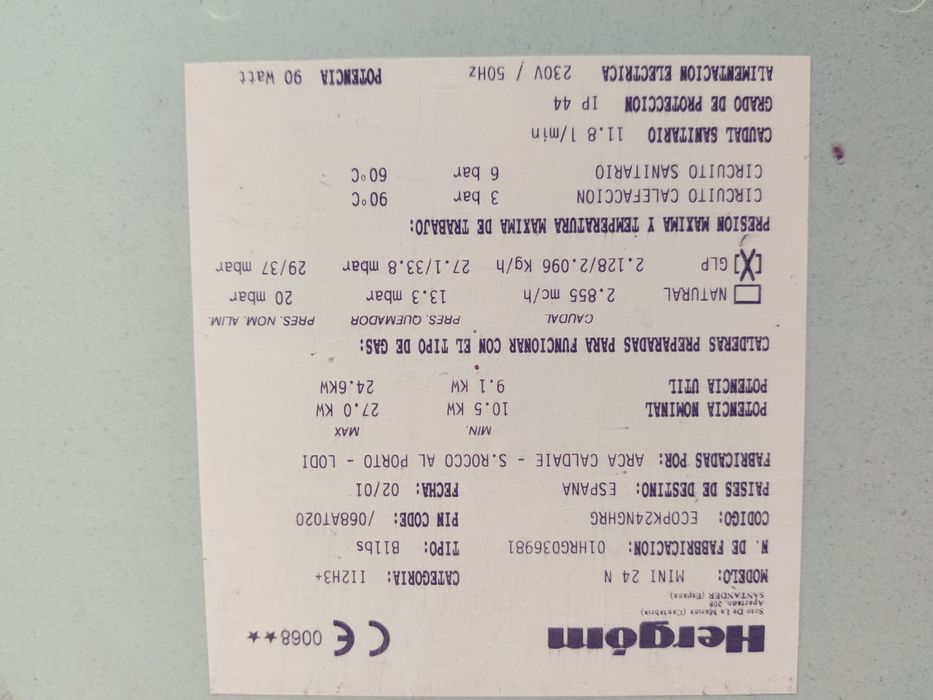 Hergóm
CE 0068★★
Soto De La Marina (Cantabria)
Apartado, 208
SANTANDER (Espana)
MODELO: MINI 24 N CATEGORIA: II2H3+
N. DE FABBRICACION: 01HRG036981 TIPO: B11bs
CODIGO: ECOPK24NGHRG PIN CODE: /068AT020
PAISES DE DESTINO: ESPANA FECHA: 02/01
FABRICADAS POR: ARCA CALDAIE - S.ROCCO AL PORTO - LODI
MIN. MAX
POTENCIA NOMINAL 10.5 KW 27.0 KW
POTENCIA UTIL 9.1 KW 24.6KW
CALDERAS PREPARADAS PARA FUNCIONAR CON EL TIPO DE GAS:
CAUDAL PRES. QUEMADOR PRES. NOM. ALIM.
NATURAL 2.855 mc/h 13.3 mbar 20 mbar
[X] GLP 2.128/2.096 Kg/h 27.1/33.8 mbar 29/37 mbar
PRESION MAXIMA Y TEMPERATURA MAXIMA DE TRABAJO:
CIRCUITO CALEFACCION 3 bar 90°C
CIRCUITO SANITARIO 6 bar 60°C
CAUDAL SANITARIO 11.8 l/min
GRADO DE PROTECCION IP 44
ALIMENTACION ELECTRICA 230V / 50Hz POTENCIA 90 Watt